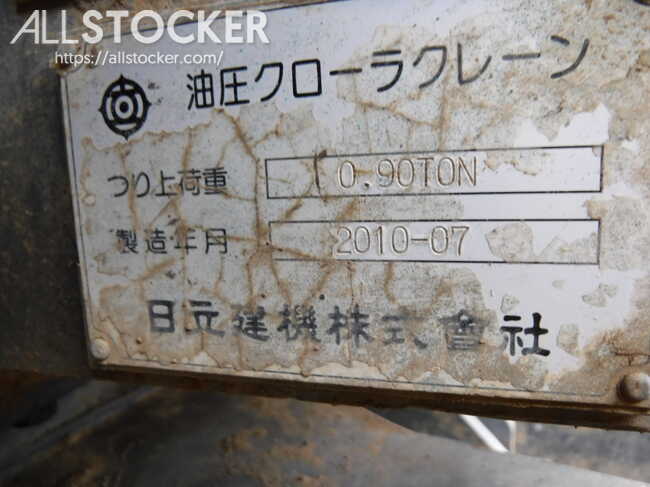 ALLSTOCKER
https://allstocker.com/
油圧クローラクレーン
つり上荷重 0.90TON
製造年月 2010-07
日立建機株式會社